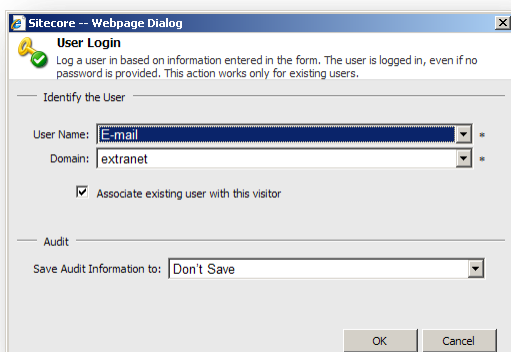 Sitecore -- Webpage Dialog
User Login
Log a user in based on information entered in the form. The user is logged in, even if no
password is provided. This action works only for existing users.
Identify the User
User Name: E-mail *
Domain: extranet *
Associate existing user with this visitor
Audit
Save Audit Information to: Don't Save
OK Cancel